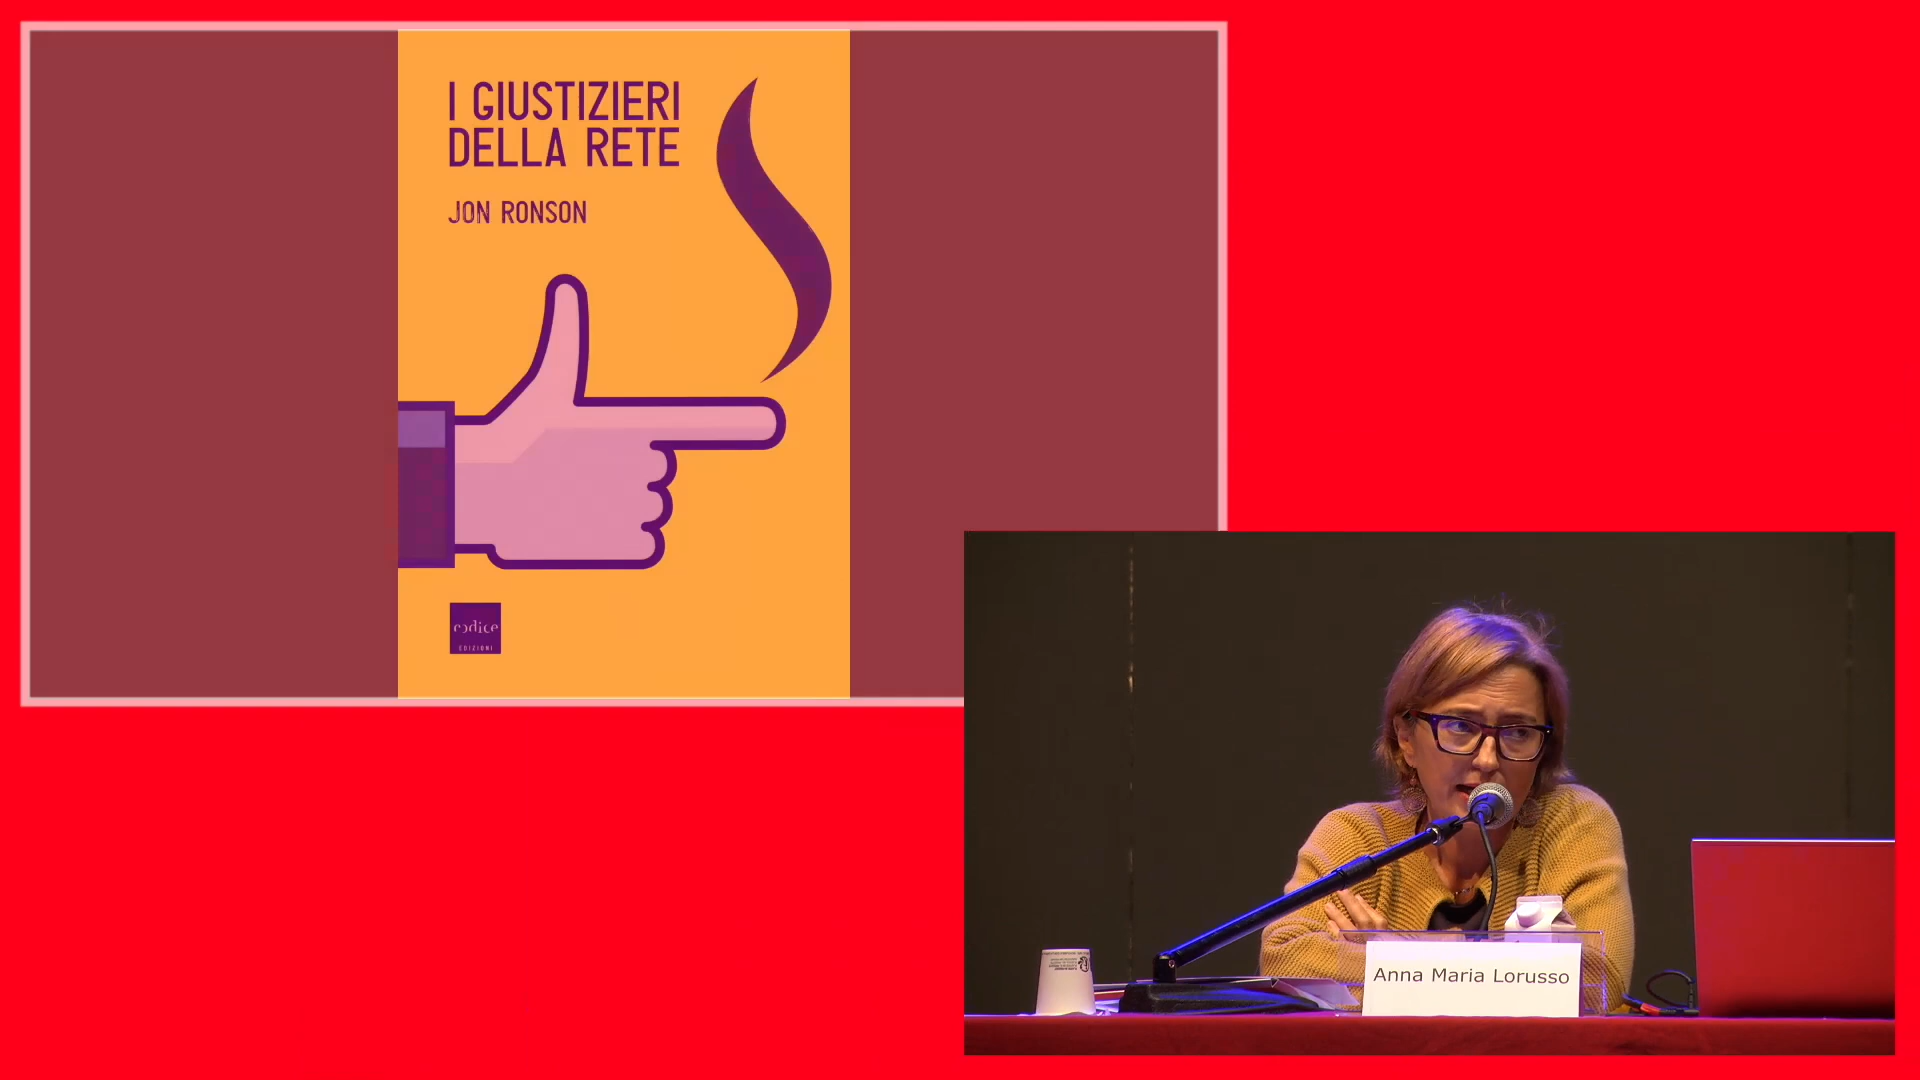 I GIUSTIZIERI
DELLA RETE
JON RONSON
codice
EDIZIONI
Anna Maria Lorusso